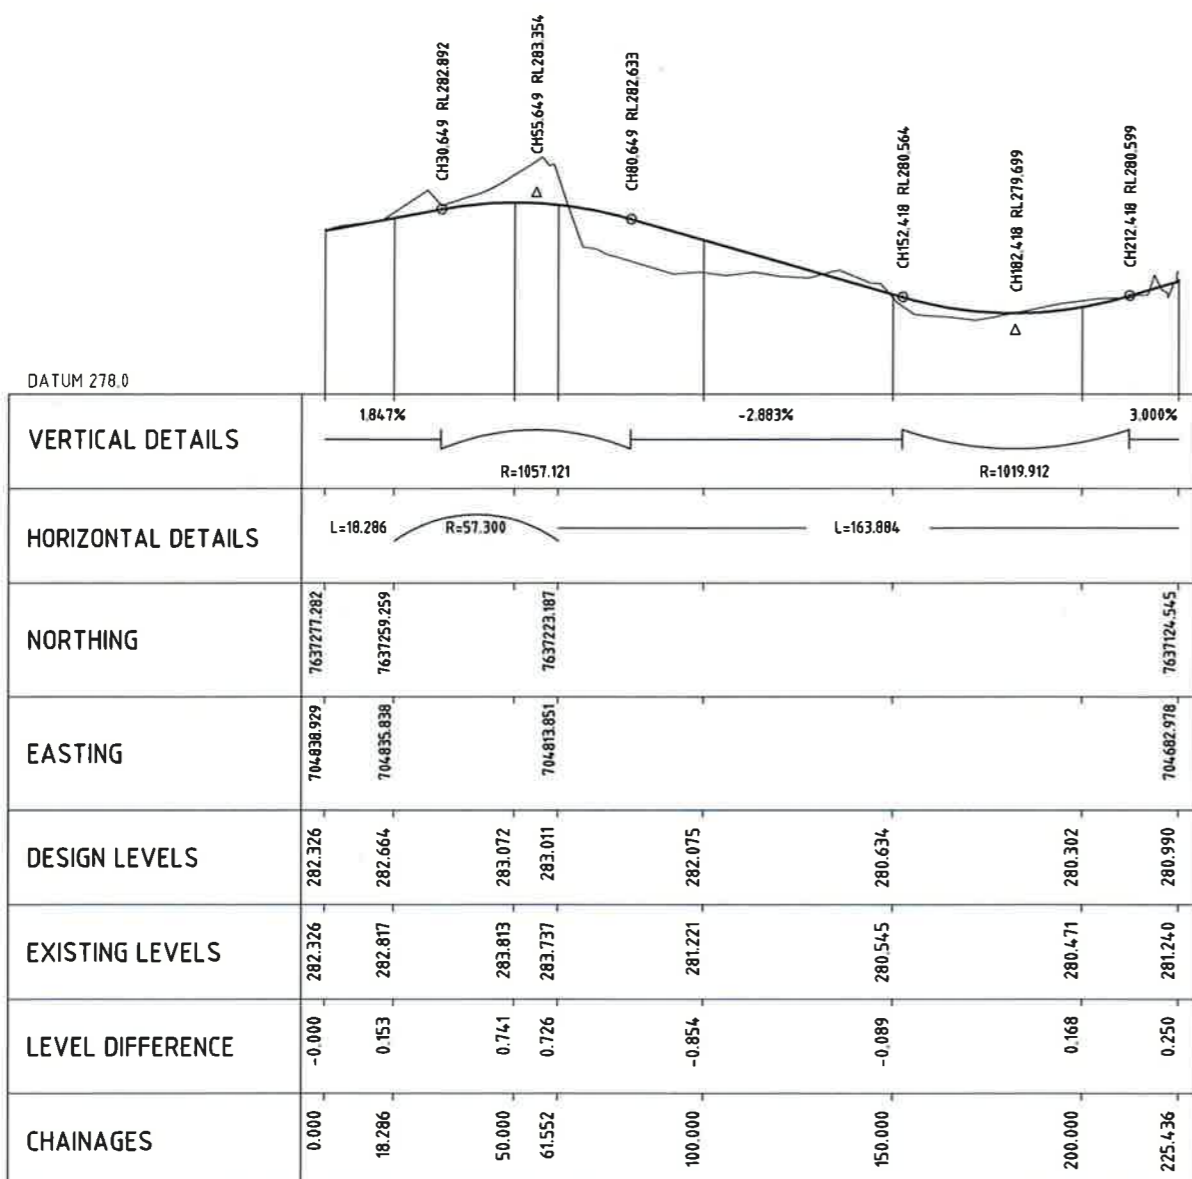 CH30.649 RL282.892
CH55.649 RL283.354
CH80.649 RL282.633
CH152.418 RL280.564
CH182.418 RL279.699
CH212.418 RL280.599
DATUM 278.0
VERTICAL DETAILS
1.847%
R=1057.121
-2.883%
R=1019.912
3.000%
HORIZONTAL DETAILS
L=18.286
R=57.300
L=163.884
NORTHING
7637277.282
7637259.259
7637223.187
7637124.545
EASTING
704838.929
704835.838
704813.851
704682.978
DESIGN LEVELS
282.326
282.664
283.072
283.011
282.075
280.634
280.302
280.990
EXISTING LEVELS
282.326
282.817
283.813
283.737
281.221
280.545
280.471
281.240
LEVEL DIFFERENCE
-0.000
0.153
0.741
0.726
-0.854
-0.089
0.168
0.250
CHAINAGES
0.000
18.286
50.000
61.552
100.000
150.000
200.000
225.436